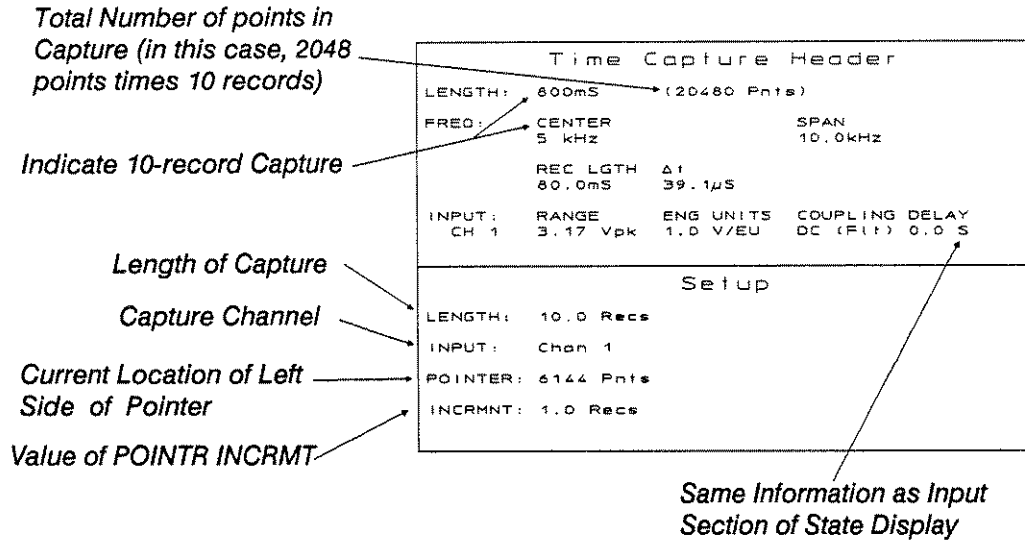 Total Number of points in
Capture (in this case, 2048
points times 10 records)
Indicate 10-record Capture
Length of Capture
Capture Channel
Current Location of Left
Side of Pointer
Value of POINTR INCRMT
Time Capture Header
LENGTH: 800mS (20480 Pnts)
FREQ: CENTER SPAN
5 kHz 10.0kHz
REC LGTH Δt
80.0mS 39.1µS
INPUT: RANGE ENG UNITS COUPLING DELAY
CH 1 3.17 Vpk 1.0 V/EU DC (Flt) 0.0 S
Setup
LENGTH: 10.0 Recs
INPUT: Chan 1
POINTER: 6144 Pnts
INCRMNT: 1.0 Recs
Same Information as Input
Section of State Display